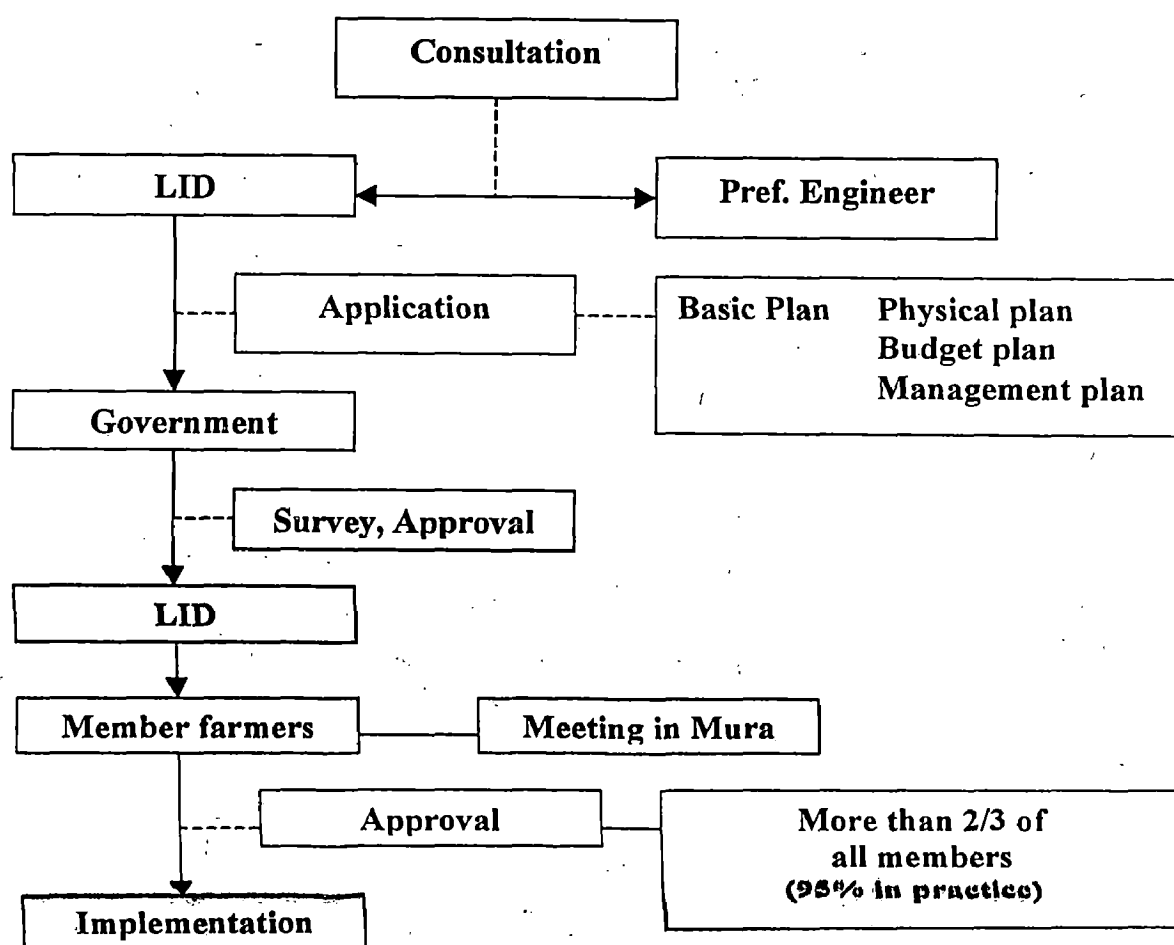 Consultation
LID
Pref. Engineer
Application
Basic Plan Physical plan
Budget plan
Management plan
Government
Survey, Approval
LID
Member farmers
Meeting in Mura
Approval
More than 2/3 of
all members
in practice)
Implementation